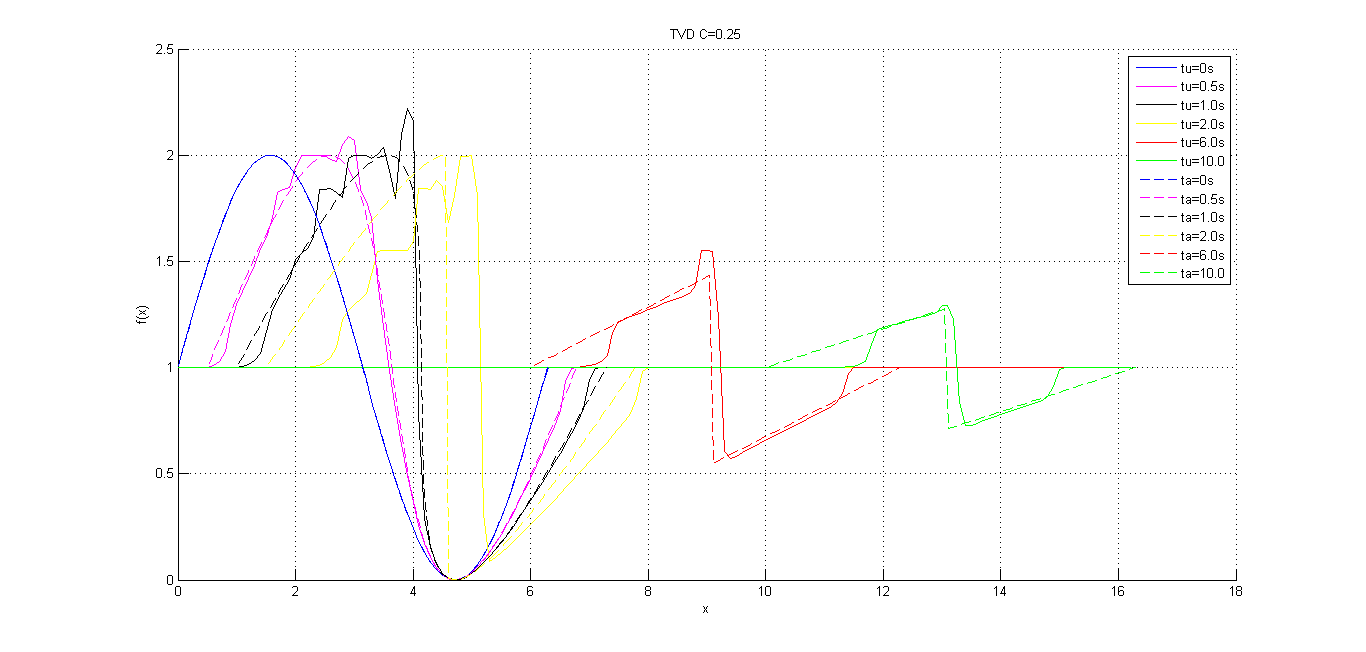 TVD C=0.25
2.5
2
1.5
1
0.5
0
f(x)
0 2 4 6 8 10 12 14 16 18
x
tu=0s
tu=0.5s
tu=1.0s
tu=2.0s
tu=6.0s
tu=10.0
ta=0s
ta=0.5s
ta=1.0s
ta=2.0s
ta=6.0s
ta=10.0